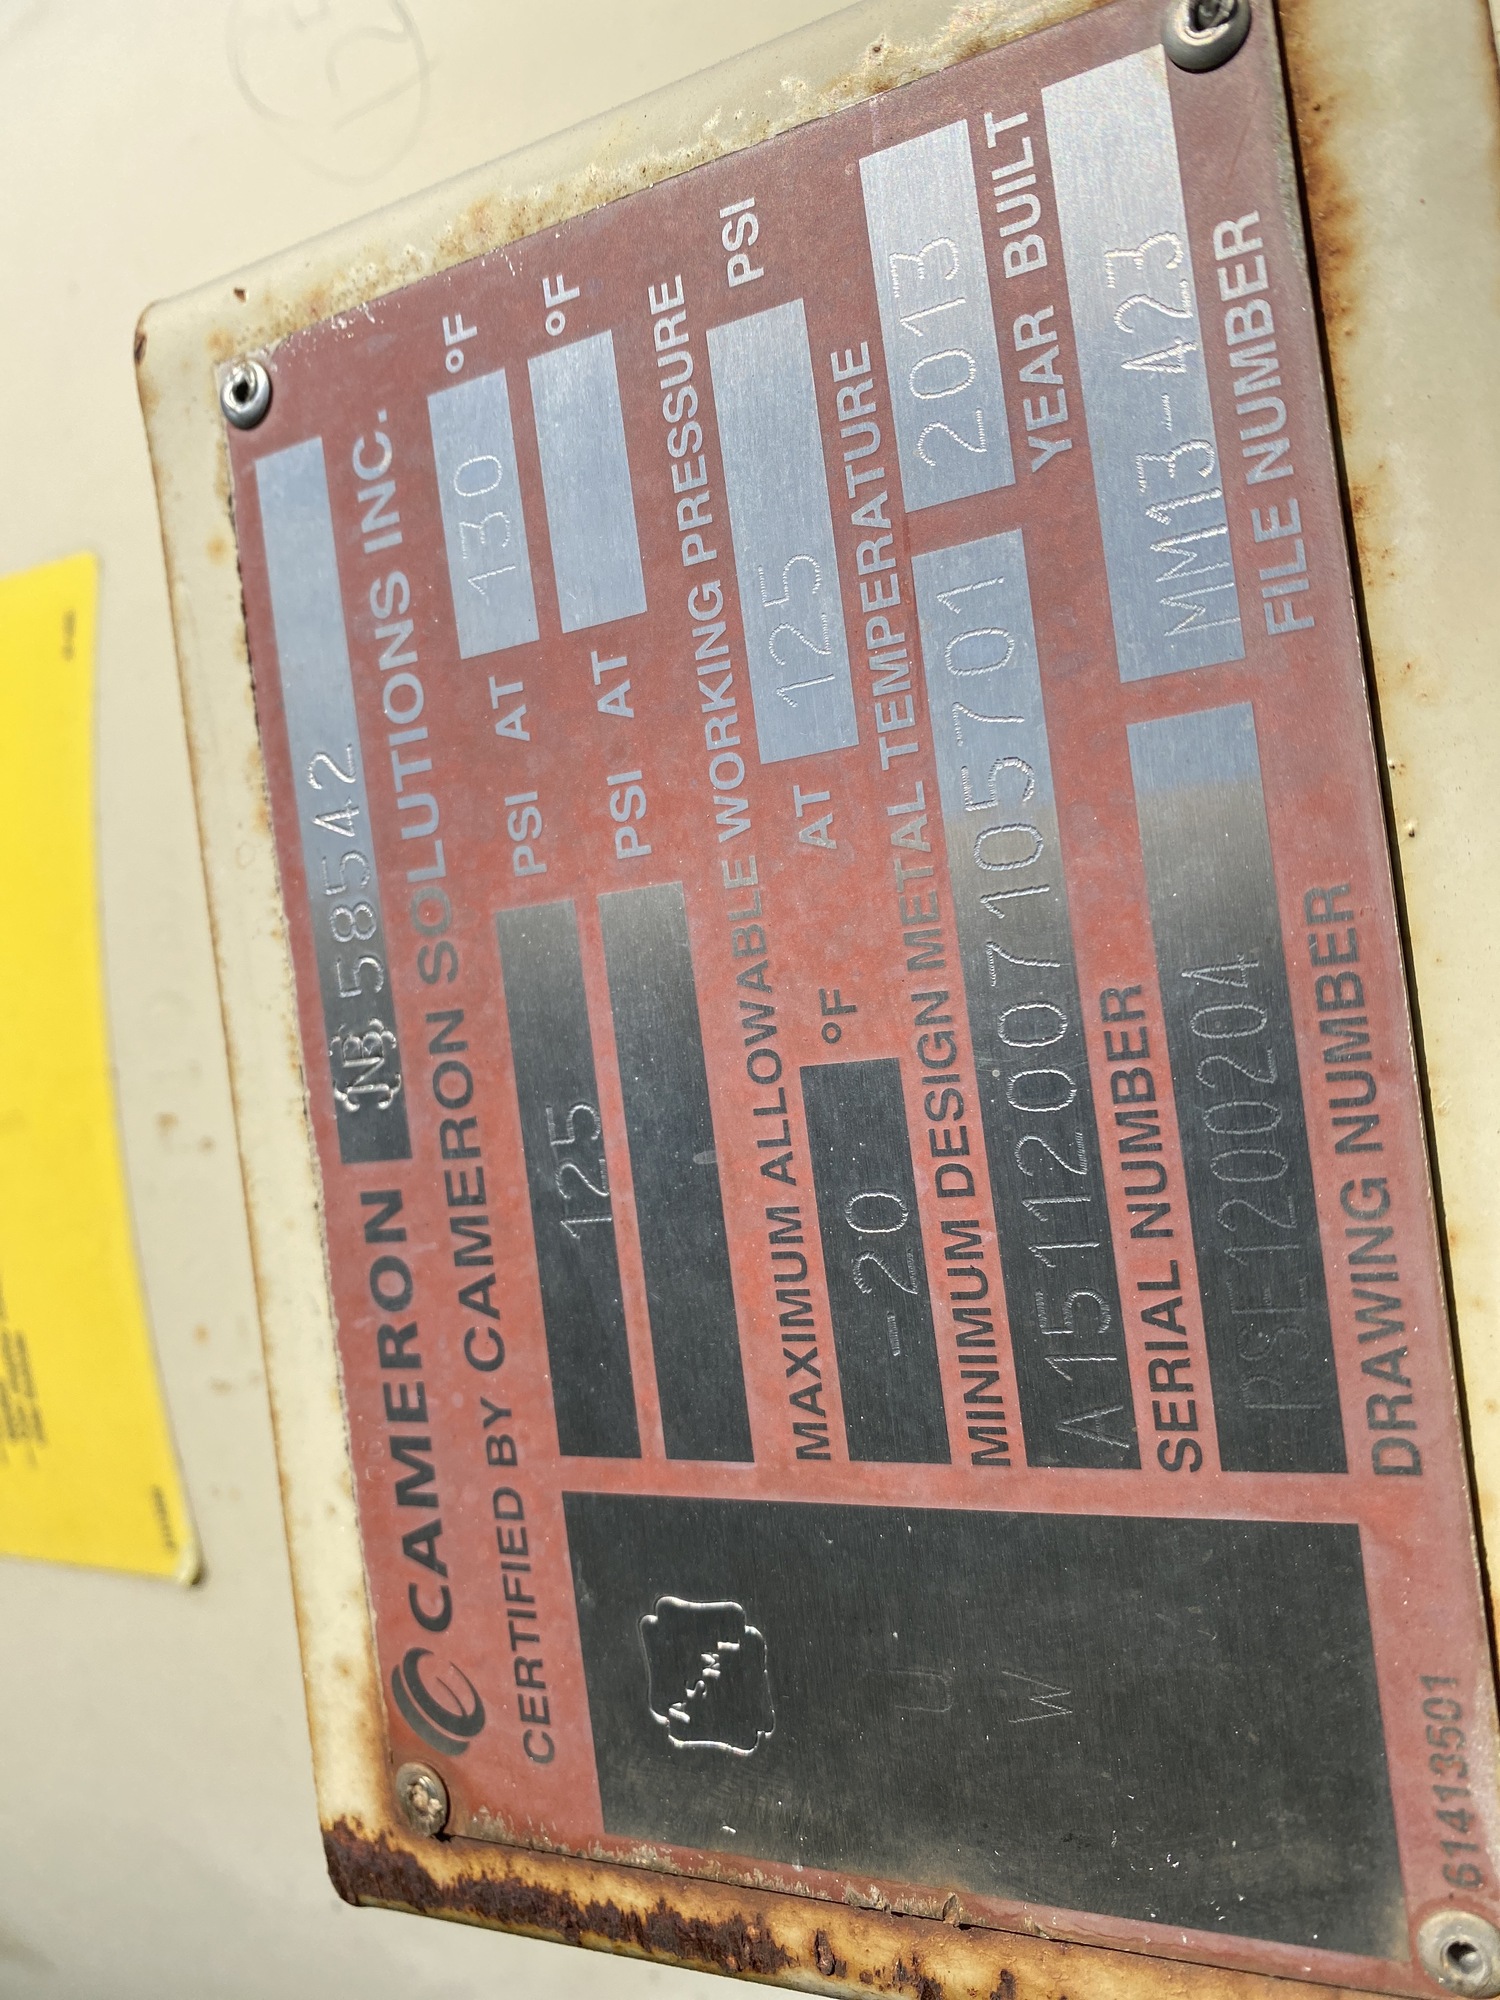 CAMERON NB 58542
CERTIFIED BY CAMERON SOLUTIONS INC.
125 PSI AT 130 °F
PSI AT °F
MAXIMUM ALLOWABLE WORKING PRESSURE
-20 °F AT 125 PSI
MINIMUM DESIGN METAL TEMPERATURE
A15112007105701 2013
SERIAL NUMBER YEAR BUILT
PSE1200204 MM13-423
DRAWING NUMBER FILE NUMBER
ASME
U
W
61413501